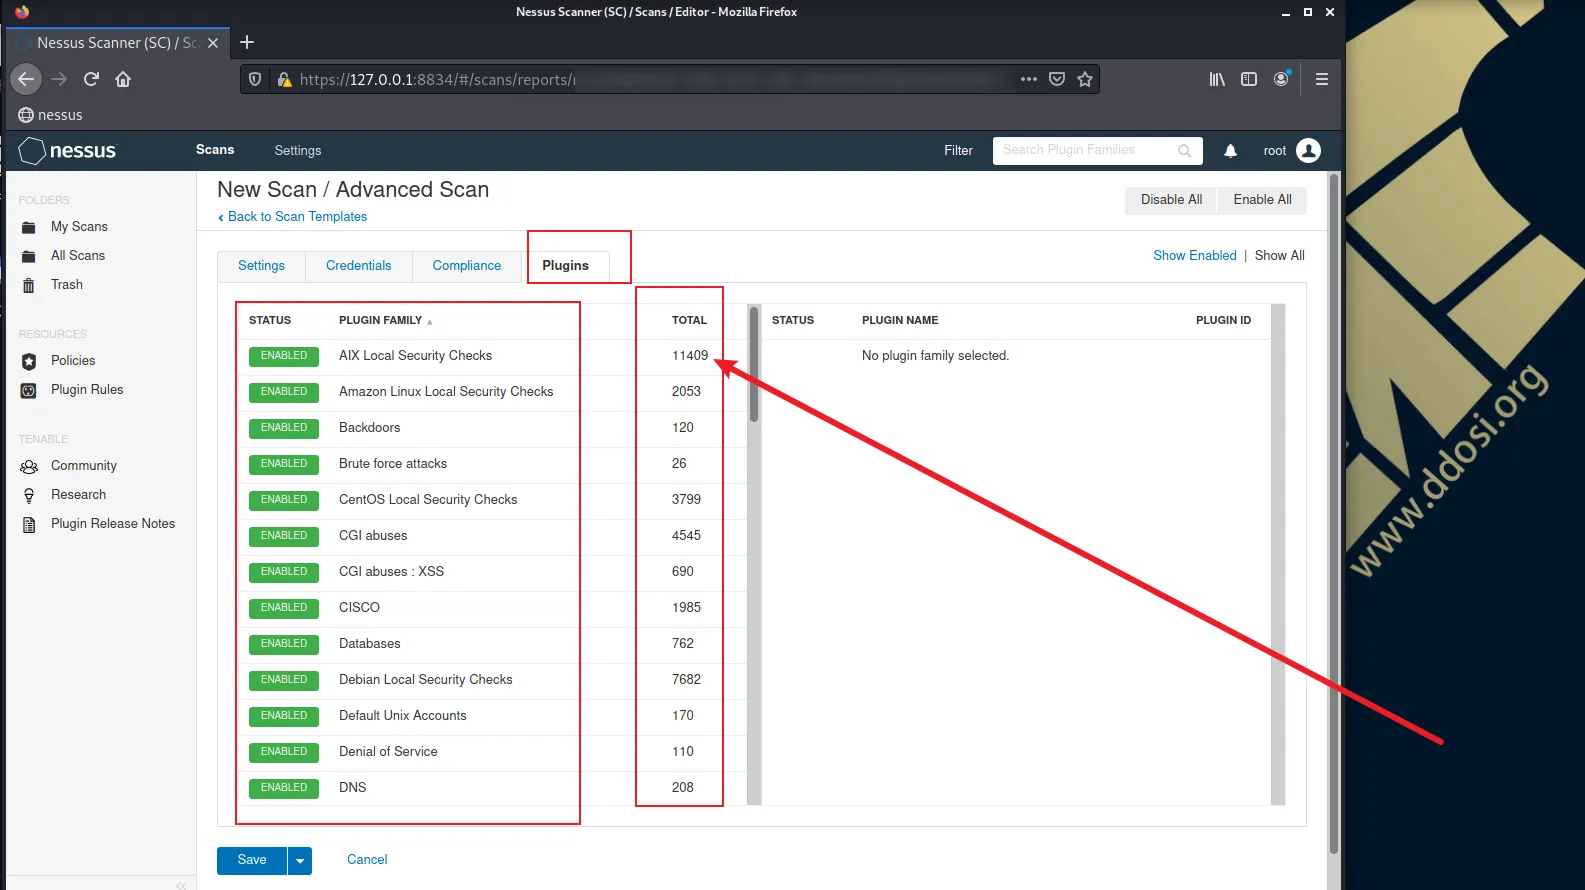 Nessus Scanner (SC) / Scans / Editor - Mozilla Firefox
Nessus Scanner (SC) / Sc
https://127.0.0.1:8834/#/scans/reports/
nessus
nessus
Scans
Settings
Filter
Search Plugin Families
root
FOLDERS
My Scans
All Scans
Trash
RESOURCES
Policies
Plugin Rules
TENABLE
Community
Research
Plugin Release Notes
New Scan / Advanced Scan
Back to Scan Templates
Disable All
Enable All
Settings
Credentials
Compliance
Plugins
Show Enabled | Show All
STATUS PLUGIN FAMILY TOTAL
ENABLED AIX Local Security Checks 11409
ENABLED Amazon Linux Local Security Checks 2053
ENABLED Backdoors 120
ENABLED Brute force attacks 26
ENABLED CentOS Local Security Checks 3799
ENABLED CGI abuses 4545
ENABLED CGI abuses : XSS 690
ENABLED CISCO 1985
ENABLED Databases 762
ENABLED Debian Local Security Checks 7682
ENABLED Default Unix Accounts 170
ENABLED Denial of Service 110
ENABLED DNS 208
STATUS PLUGIN NAME PLUGIN ID
No plugin family selected.
Save
Cancel
www.ddosi.org